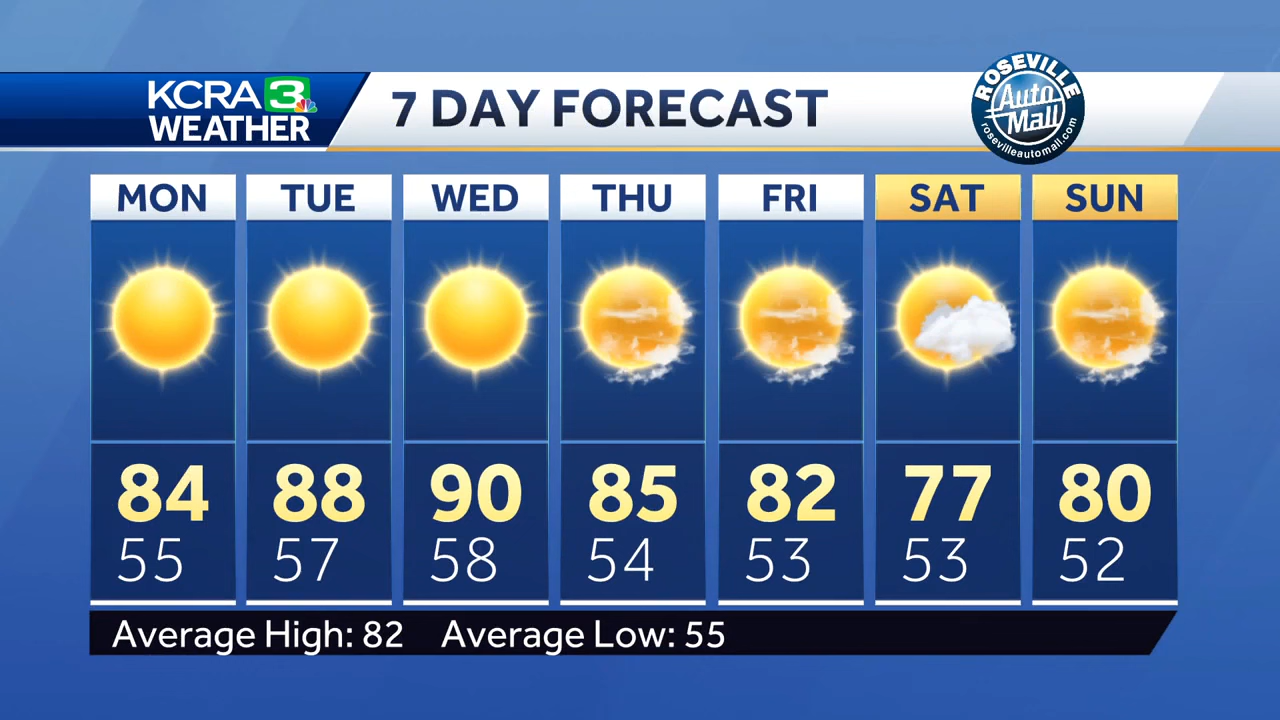 KCRA 3
WEATHER
7 DAY FORECAST
ROSEVILLE
Auto
Mall
rosevilleautomall.com
MON TUE WED THU FRI SAT SUN
84 88 90 85 82 77 80
55 57 58 54 53 53 52
Average High: 82 Average Low: 55